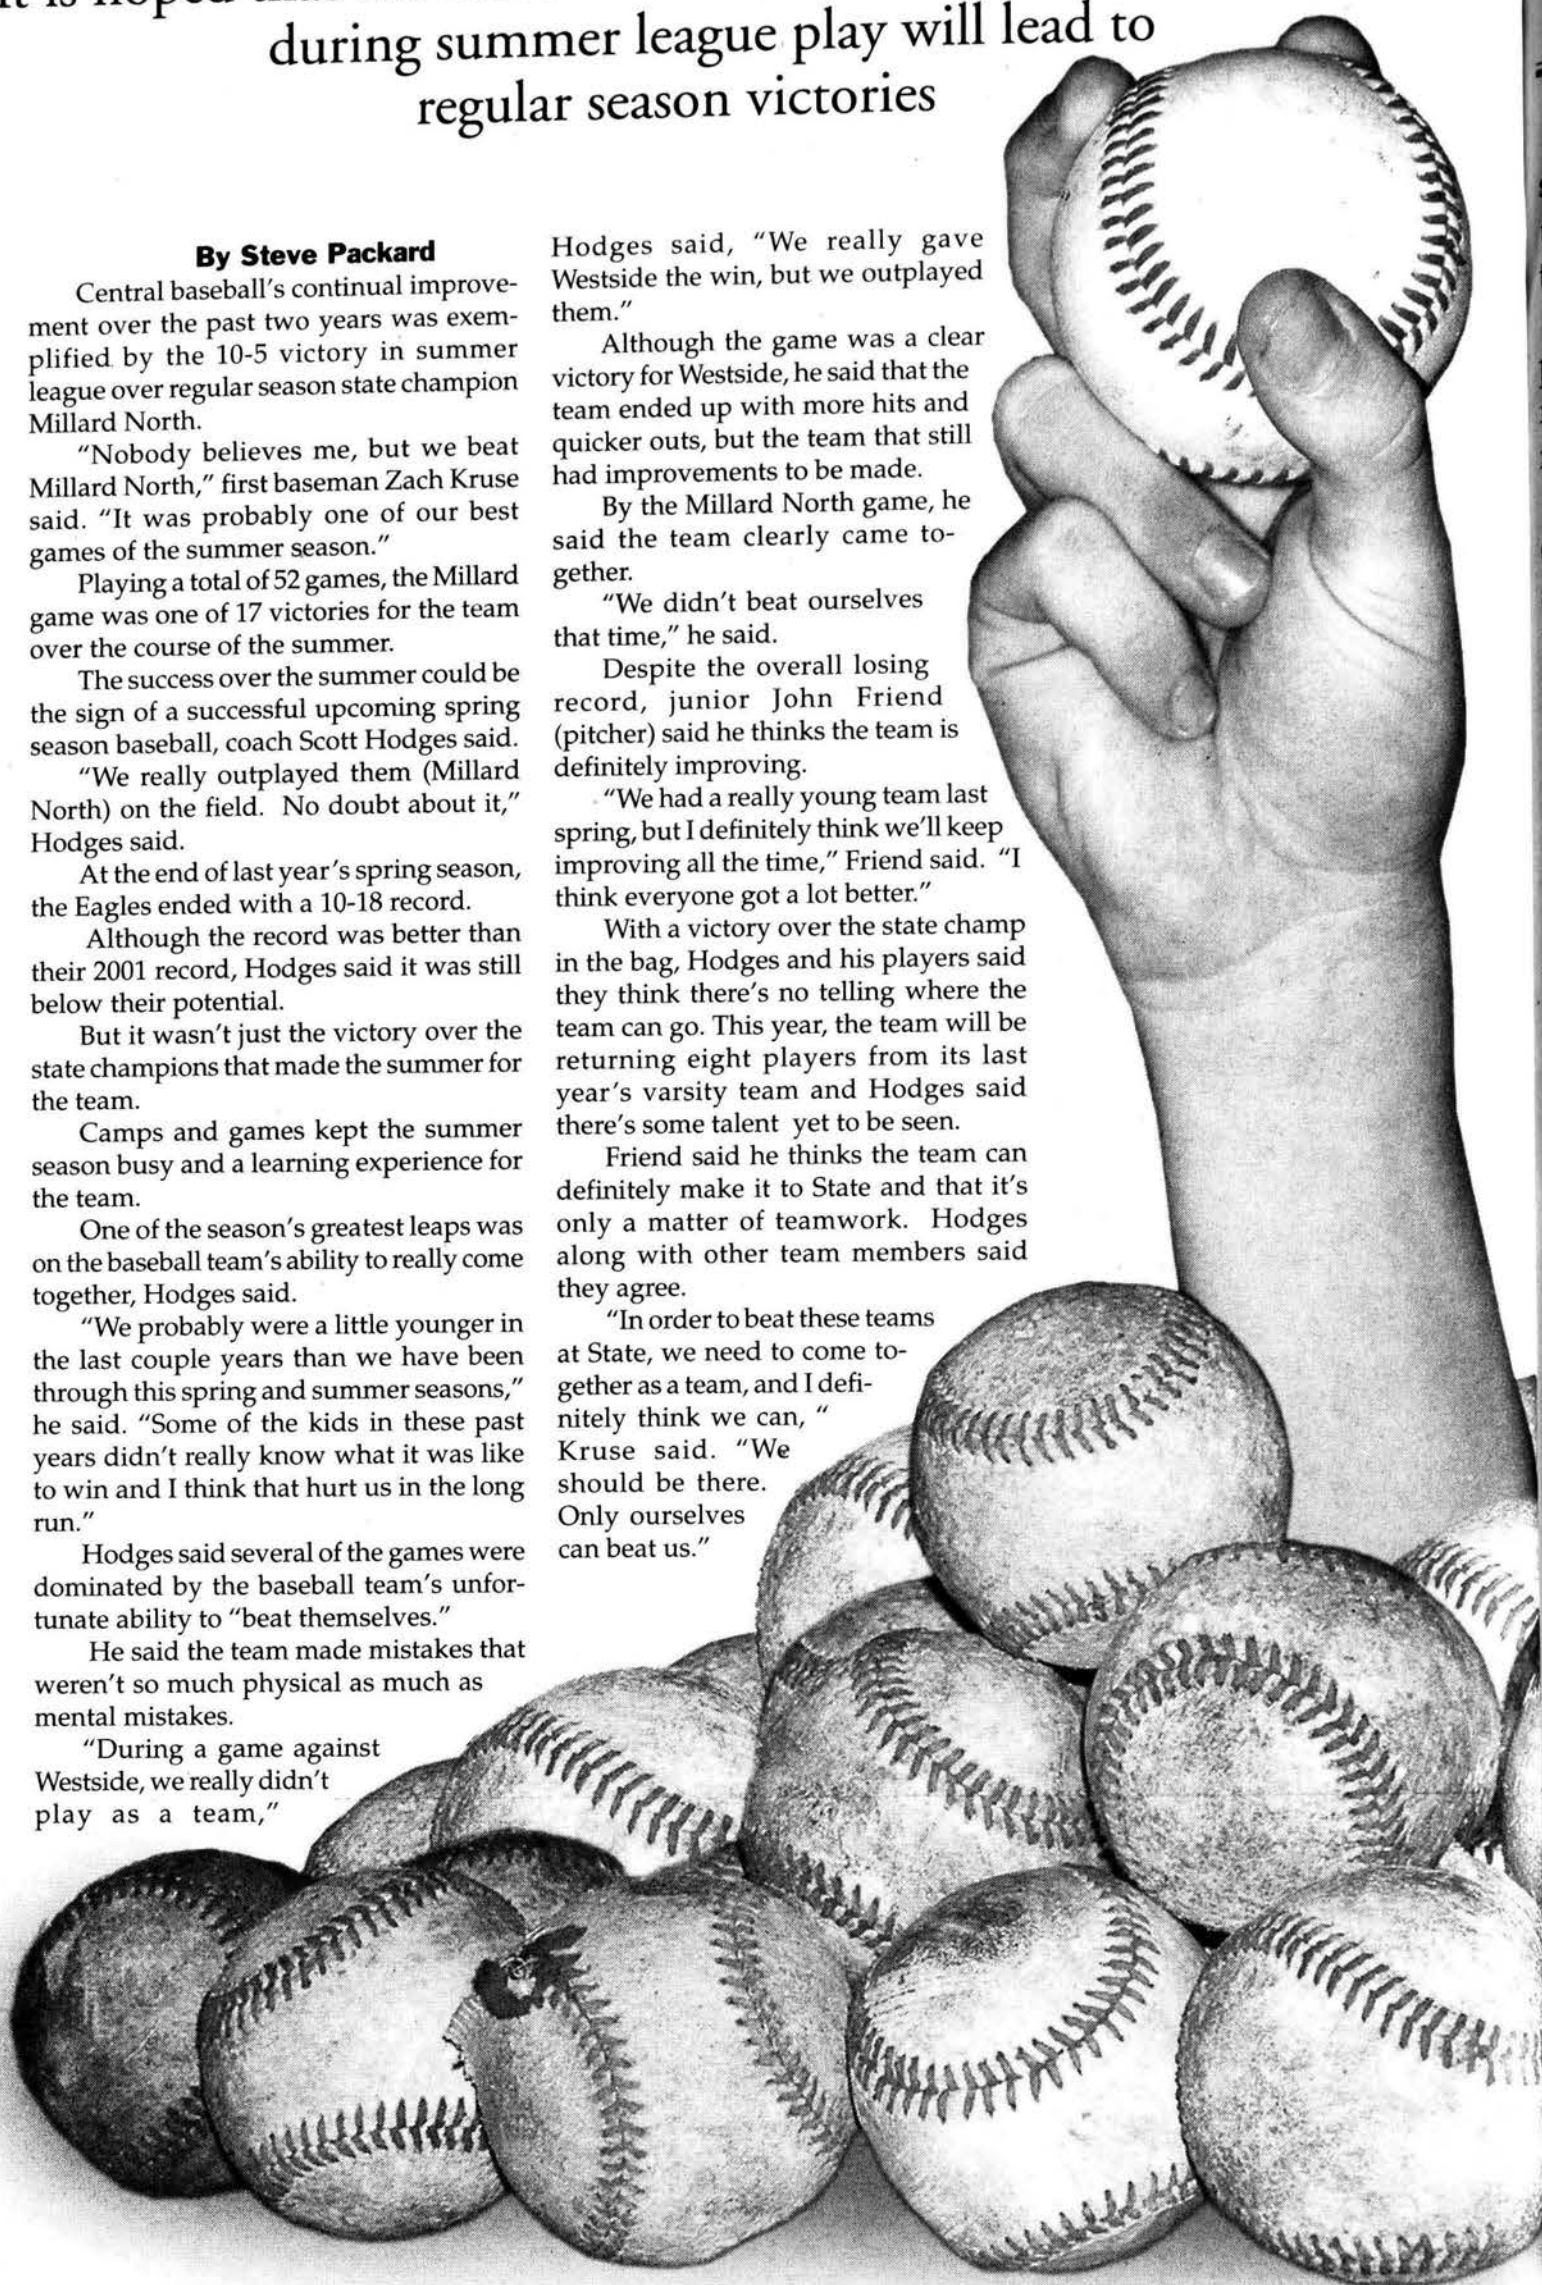 it is hoped that
during summer league play will lead to
regular season victories
By Steve Packard
Central baseball's continual improve-
ment over the past two years was exem-
plified by the 10-5 victory in summer
league over regular season state champion
Millard North.
"Nobody believes me, but we beat
Millard North," first baseman Zach Kruse
said. "It was probably one of our best
games of the summer season."
Playing a total of 52 games, the Millard
game was one of 17 victories for the team
over the course of the summer.
The success over the summer could be
the sign of a successful upcoming spring
season baseball, coach Scott Hodges said.
"We really outplayed them (Millard
North) on the field. No doubt about it,"
Hodges said.
At the end of last year's spring season,
the Eagles ended with a 10-18 record.
Although the record was better than
their 2001 record, Hodges said it was still
below their potential.
But it wasn't just the victory over the
state champions that made the summer for
the team.
Camps and games kept the summer
season busy and a learning experience for
the team.
One of the season's greatest leaps was
on the baseball team's ability to really come
together, Hodges said.
"We probably were a little younger in
the last couple years than we have been
through this spring and summer seasons,"
he said. "Some of the kids in these past
years didn't really know what it was like
to win and I think that hurt us in the long
run."
Hodges said several of the games were
dominated by the baseball team's unfor-
tunate ability to "beat themselves."
He said the team made mistakes that
weren't so much physical as much as
mental mistakes.
"During a game against
Westside, we really didn't
play as a team,"
Hodges said, "We really gave
Westside the win, but we outplayed
them."
Although the game was a clear
victory for Westside, he said that the
team ended up with more hits and
quicker outs, but the team that still
had improvements to be made.
By the Millard North game, he
said the team clearly came to-
gether.
"We didn't beat ourselves
that time," he said.
Despite the overall losing
record, junior John Friend
(pitcher) said he thinks the team is
definitely improving.
"We had a really young team last
spring, but I definitely think we'll keep
improving all the time," Friend said. "I
think everyone got a lot better."
With a victory over the state champ
in the bag, Hodges and his players said
they think there's no telling where the
team can go. This year, the team will be
returning eight players from its last
year's varsity team and Hodges said
there's some talent yet to be seen.
Friend said he thinks the team can
definitely make it to State and that it's
only a matter of teamwork. Hodges
along with other team members said
they agree.
"In order to beat these teams
at State, we need to come to-
gether as a team, and I defi-
nitely think we can, "
Kruse said. "We
should be there.
Only ourselves
can beat us."